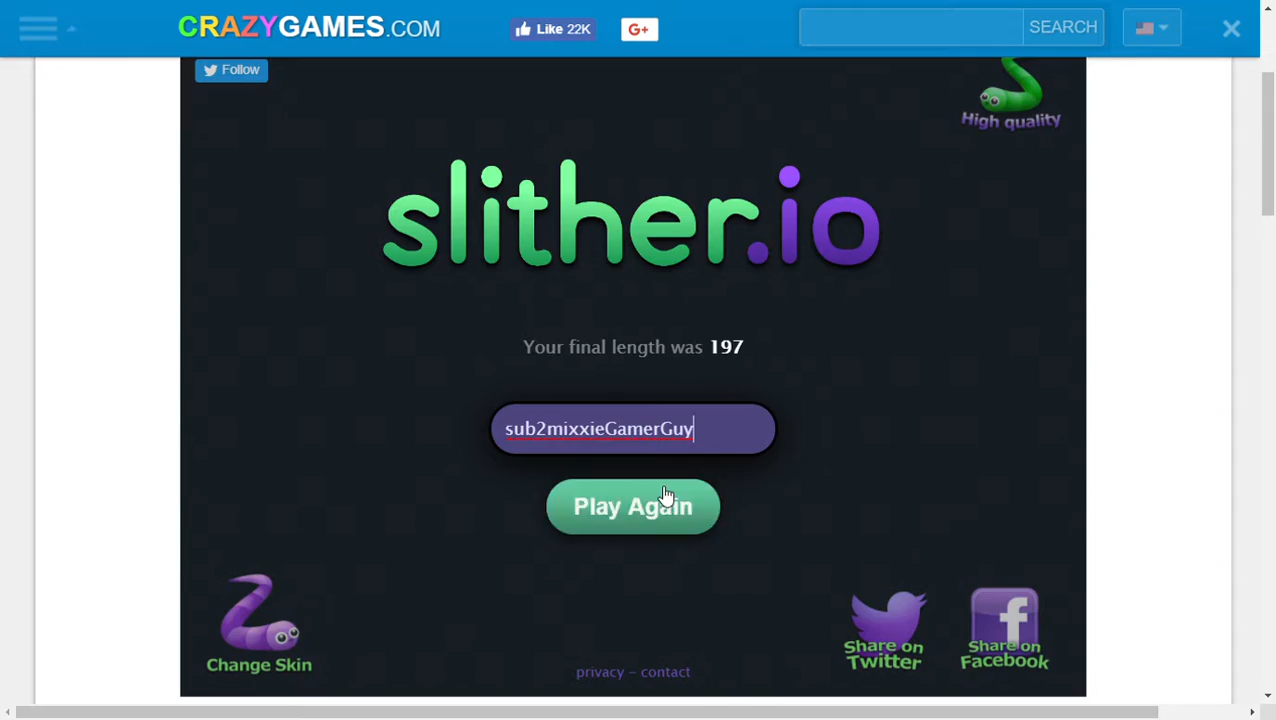 CRAZYGAMES.COM
Like 22K
G+
SEARCH
Follow
High quality
slither.io
Your final length was 197
sub2mixxieGamerGuy
Play Again
Change Skin
Share on
Twitter
Share on
Facebook
privacy - contact